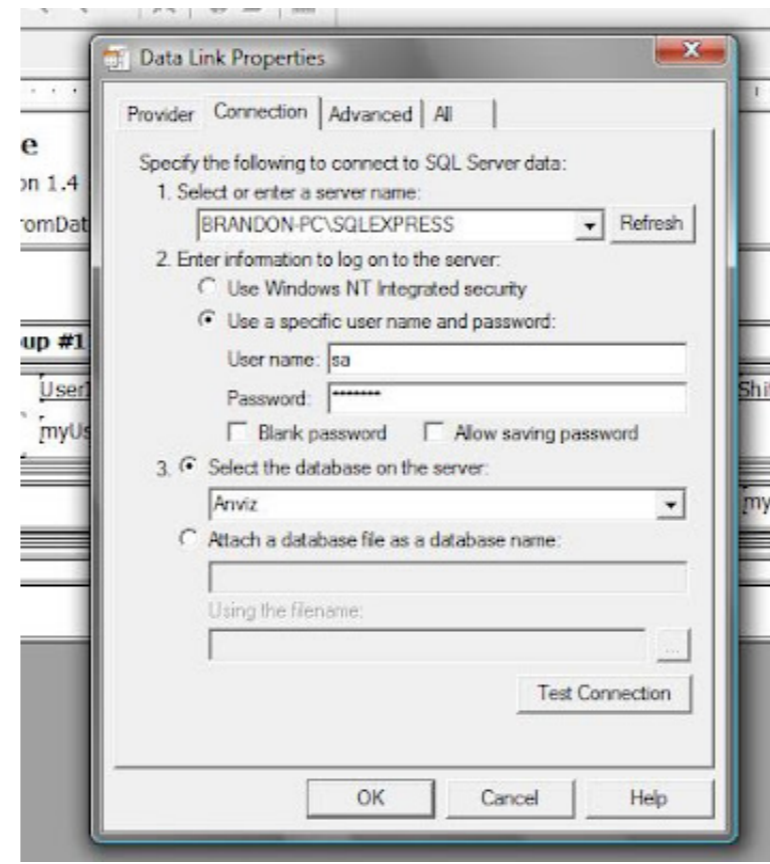 Data Link Properties
e
on 1.4
romDat
Provider Connection Advanced All
Specify the following to connect to SQL Server data:
1. Select or enter a server name:
BRANDON-PC\SQLEXPRESS Refresh
2. Enter information to log on to the server:
Use Windows NT Integrated security
Use a specific user name and password:
up #1
User name: sa
User
Shi
Password: •••••••
myUs
Blank password Allow saving password
3. Select the database on the server:
Anviz
my
Attach a database file as a database name:
Using the filename:
...
Test Connection
OK Cancel Help